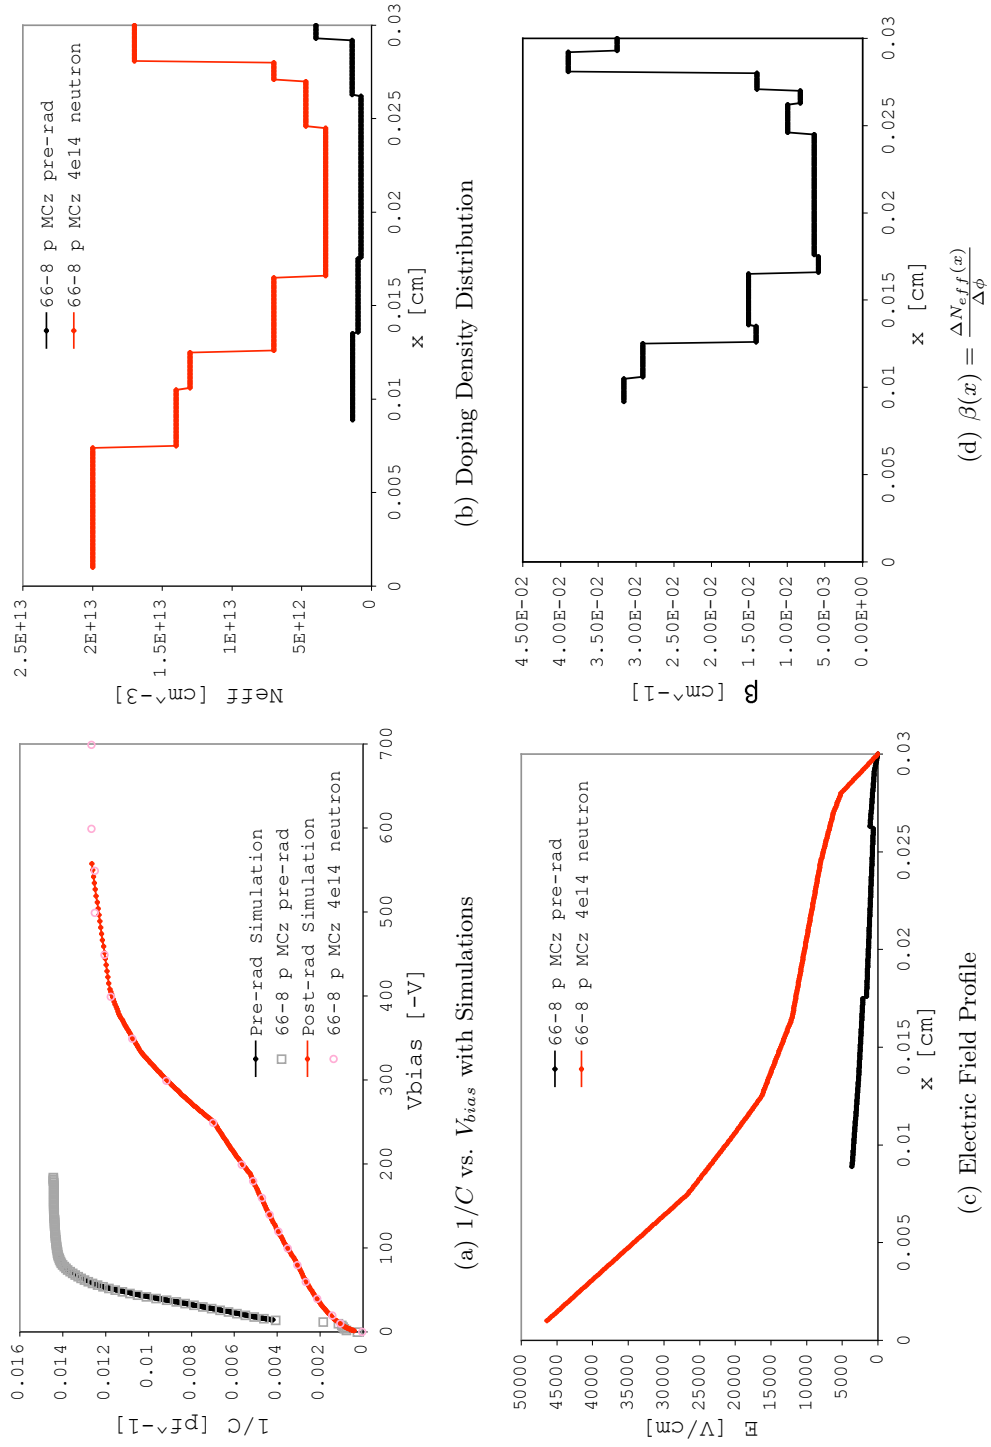 0.016
0.014
0.012
0.01
0.008
0.006
0.004
0.002
0
1/C [pf^-1]
0
100
200
300
400
500
600
700
Vbias [-V]
Pre-rad Simulation
66-8 p MCz pre-rad
Post-rad Simulation
66-8 p MCz 4e14 neutron
(a) 1/C vs. V_{bias} with Simulations
2.5E+13
2E+13
1.5E+13
1E+13
5E+12
0
Neff [cm^-3]
0
0.005
0.01
0.015
0.02
0.025
0.03
x [cm]
66-8 p MCz pre-rad
66-8 p MCz 4e14 neutron
(b) Doping Density Distribution
50000
45000
40000
35000
30000
25000
20000
15000
10000
5000
0
E [V/cm]
0
0.005
0.01
0.015
0.02
0.025
0.03
x [cm]
66-8 p MCz pre-rad
66-8 p MCz 4e14 neutron
(c) Electric Field Profile
4.50E-02
4.00E-02
3.50E-02
3.00E-02
2.50E-02
2.00E-02
1.50E-02
1.00E-02
5.00E-03
0.00E+00
β [cm^-1]
0
0.005
0.01
0.015
0.02
0.025
0.03
x [cm]
(d) β(x) = \frac{ΔN_{eff}(x)}{Δϕ}